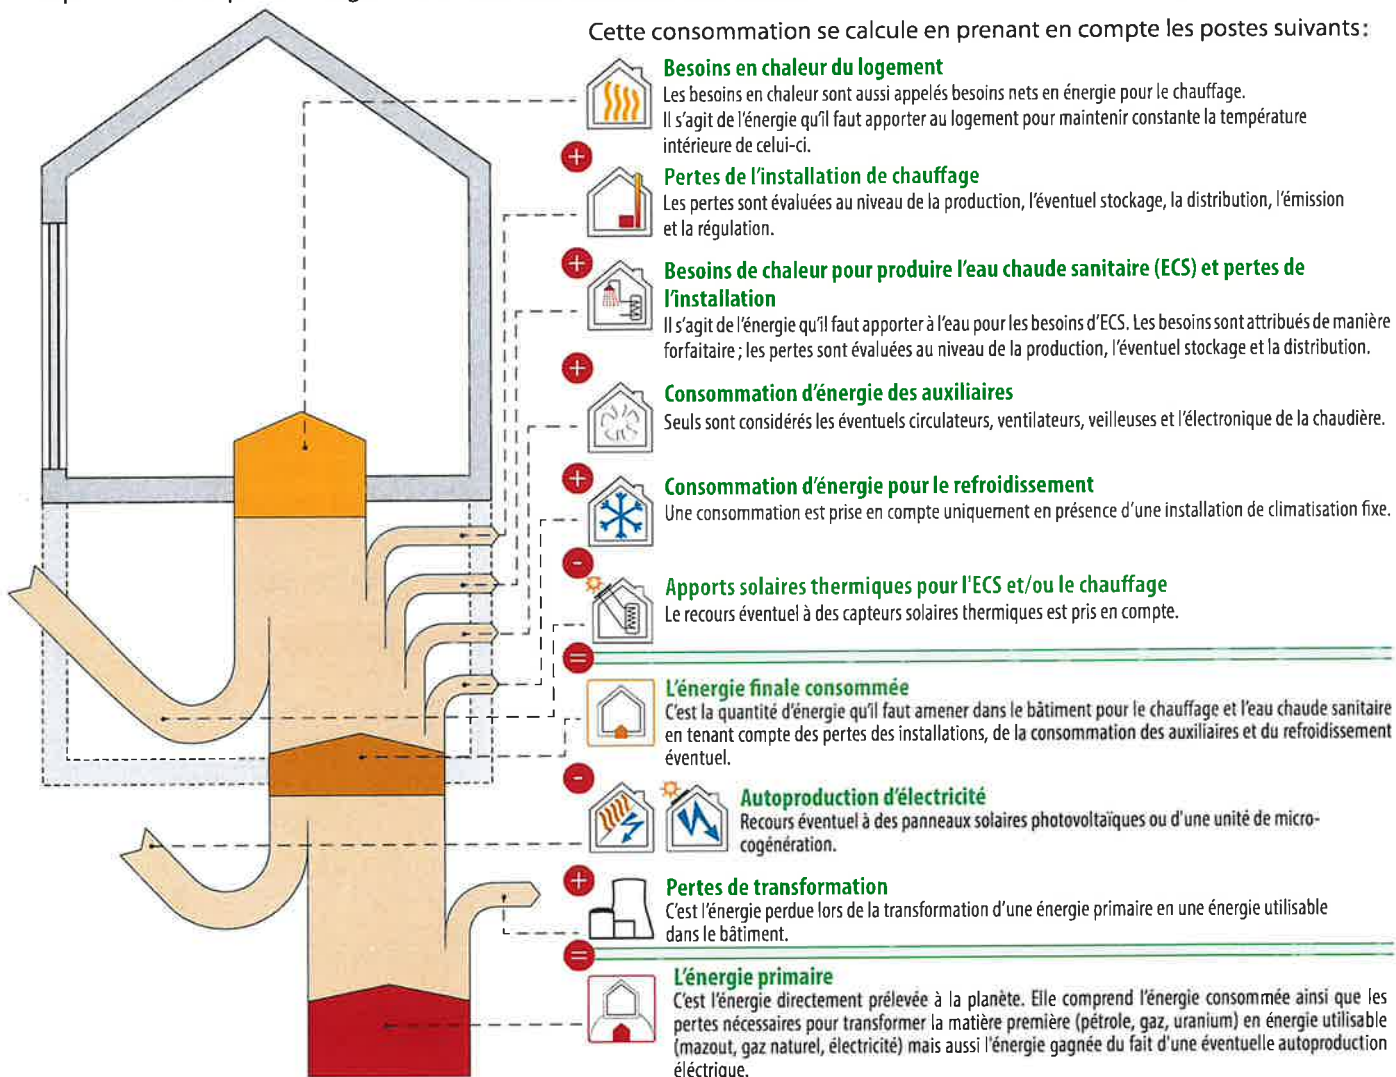 Cette consommation se calcule en prenant en compte les postes suivants:
Besoins en chaleur du logement
Les besoins en chaleur sont aussi appelés besoins nets en énergie pour le chauffage.
Il s'agit de l'énergie qu'il faut apporter au logement pour maintenir constante la température
intérieure de celui-ci.
+
Pertes de l'installation de chauffage
Les pertes sont évaluées au niveau de la production, l'éventuel stockage, la distribution, l'émission
et la régulation.
+
Besoins de chaleur pour produire l'eau chaude sanitaire (ECS) et pertes de
l'installation
Il s'agit de l'énergie qu'il faut apporter à l'eau pour les besoins d'ECS. Les besoins sont attribués de manière
forfaitaire ; les pertes sont évaluées au niveau de la production, l'éventuel stockage et la distribution.
+
Consommation d'énergie des auxiliaires
Seuls sont considérés les éventuels circulateurs, ventilateurs, veilleuses et l'électronique de la chaudière.
+
Consommation d'énergie pour le refroidissement
Une consommation est prise en compte uniquement en présence d'une installation de climatisation fixe.
-
Apports solaires thermiques pour l'ECS et/ou le chauffage
Le recours éventuel à des capteurs solaires thermiques est pris en compte.
=
L'énergie finale consommée
C'est la quantité d'énergie qu'il faut amener dans le bâtiment pour le chauffage et l'eau chaude sanitaire
en tenant compte des pertes des installations, de la consommation des auxiliaires et du refroidissement
éventuel.
-
Autoproduction d'électricité
Recours éventuel à des panneaux solaires photovoltaïques ou d'une unité de micro-
cogénération.
+
Pertes de transformation
C'est l'énergie perdue lors de la transformation d'une énergie primaire en une énergie utilisable
dans le bâtiment.
=
L'énergie primaire
C'est l'énergie directement prélevée à la planète. Elle comprend l'énergie consommée ainsi que les
pertes nécessaires pour transformer la matière première (pétrole, gaz, uranium) en énergie utilisable
(mazout, gaz naturel, électricité) mais aussi l'énergie gagnée du fait d'une éventuelle autoproduction
éléctrique.